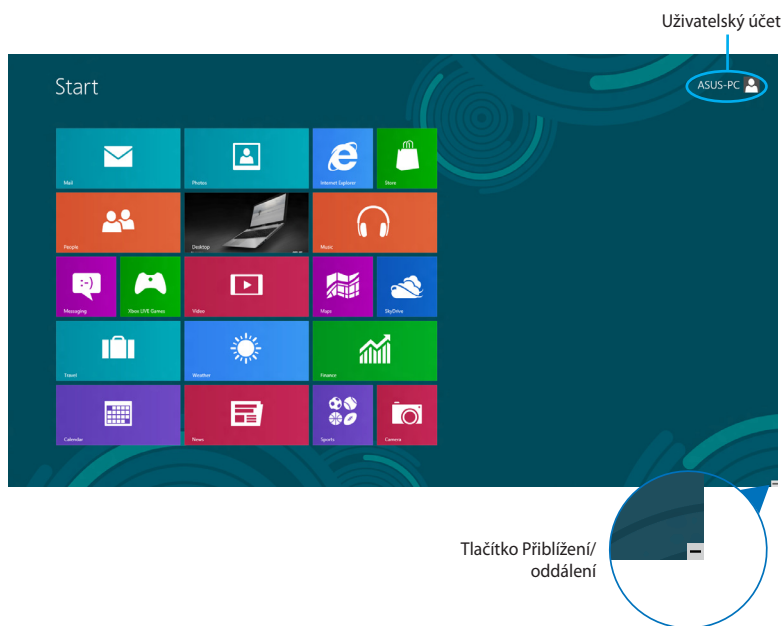 Uživatelský účet
Start
ASUS-PC
Mail
Photos
Internet Explorer
Store
People
Desktop
Music
Messaging
Xbox LIVE Games
Video
Maps
SkyDrive
Travel
Weather
Finance
Calendar
News
Sports
Camera
Tlačítko Přiblížení/
oddálení